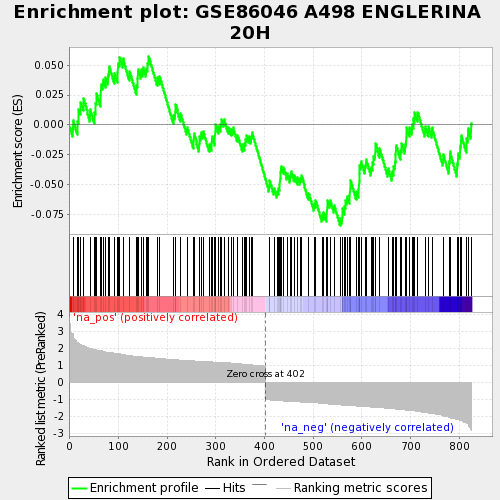 Enrichment plot: GSE86046 A498 ENGLERINA
20H
Enrichment score (ES)
0.050
0.025
0.000
-0.025
-0.050
-0.075
'na_pos' (positively correlated)
Ranked list metric (PreRanked)
4
3
2
1
0
-1
-2
-3
Zero cross at 402
'na_neg' (negatively correlated)
0 100 200 300 400 500 600 700 800
Rank in Ordered Dataset
Enrichment profile Hits Ranking metric scores